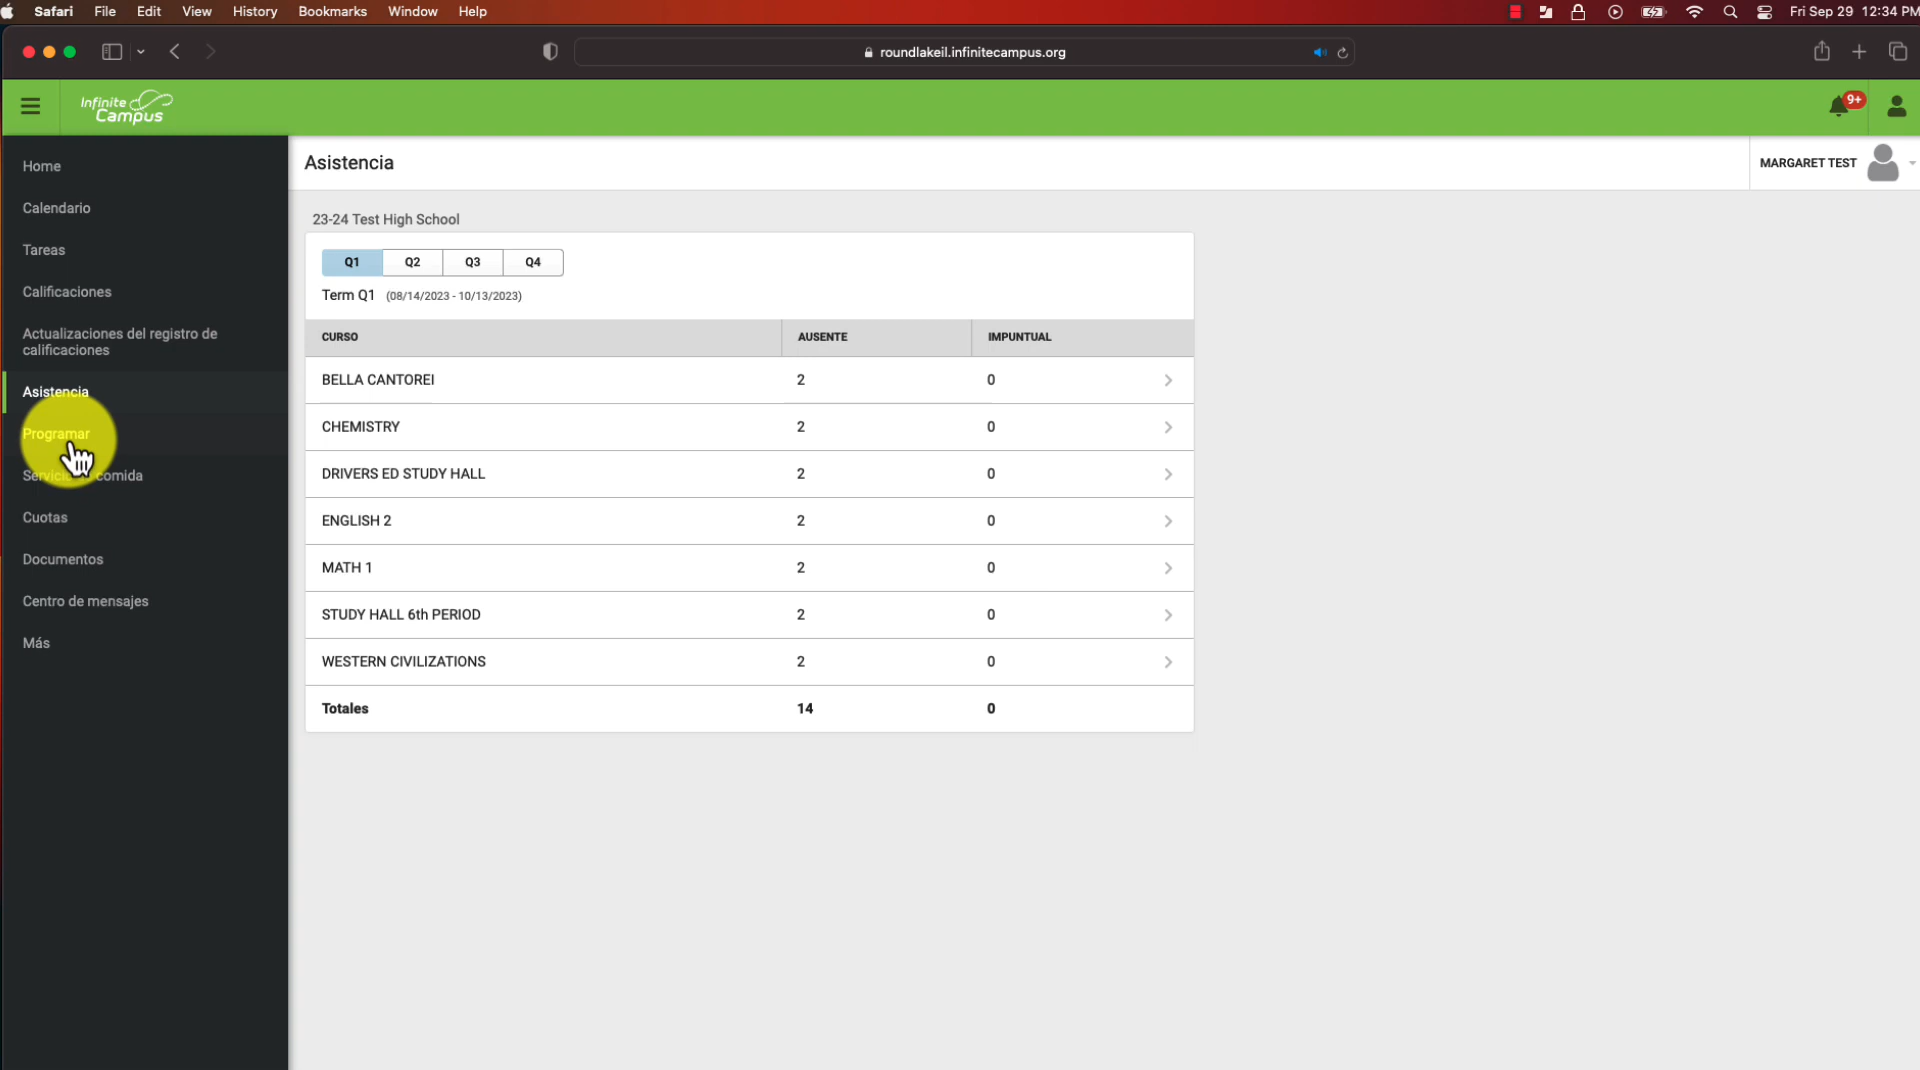 Safari File Edit View History Bookmarks Window Help Fri Sep 29 12:34 PM
roundlakeil.infinitecampus.org
Infinite Campus
9+
Home
Calendario
Tareas
Calificaciones
Actualizaciones del registro de
calificaciones
Asistencia
Programar
comida
Cuotas
Documentos
Centro de mensajes
Más
Asistencia
MARGARET TEST
23-24 Test High School
Q1 Q2 Q3 Q4
Term Q1 (08/14/2023 - 10/13/2023)
CURSO AUSENTE IMPUNTUAL
BELLA CANTOREI 2 0
CHEMISTRY 2 0
DRIVERS ED STUDY HALL 2 0
ENGLISH 2 2 0
MATH 1 2 0
STUDY HALL 6th PERIOD 2 0
WESTERN CIVILIZATIONS 2 0
Totales 14 0